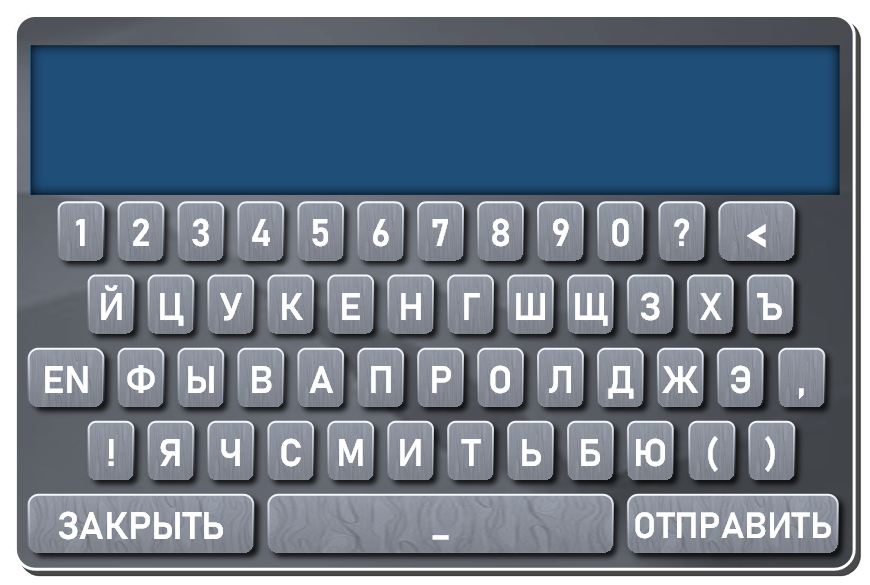 1 2 3 4 5 6 7 8 9 0 ? <
Й Ц У К Е Н Г Ш Щ З Х Ъ
EN Ф Ы В А П Р О Л Д Ж Э ,
! Я Ч С М И Т Ь Б Ю ( )
ЗАКРЫТЬ _ ОТПРАВИТЬ